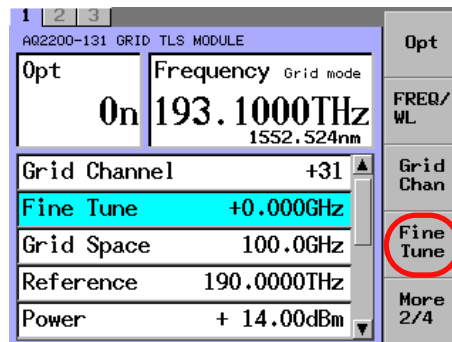 1 2 3
AQ2200-131 GRID TLS MODULE
Opt
On
Frequency Grid mode
193.1000THz
1552.524nm
Grid Channel +31
Fine Tune +0.000GHz
Grid Space 100.0GHz
Reference 190.0000THz
Power + 14.00dBm
Opt
FREQ/
WL
Grid
Chan
Fine
Tune
More
2/4